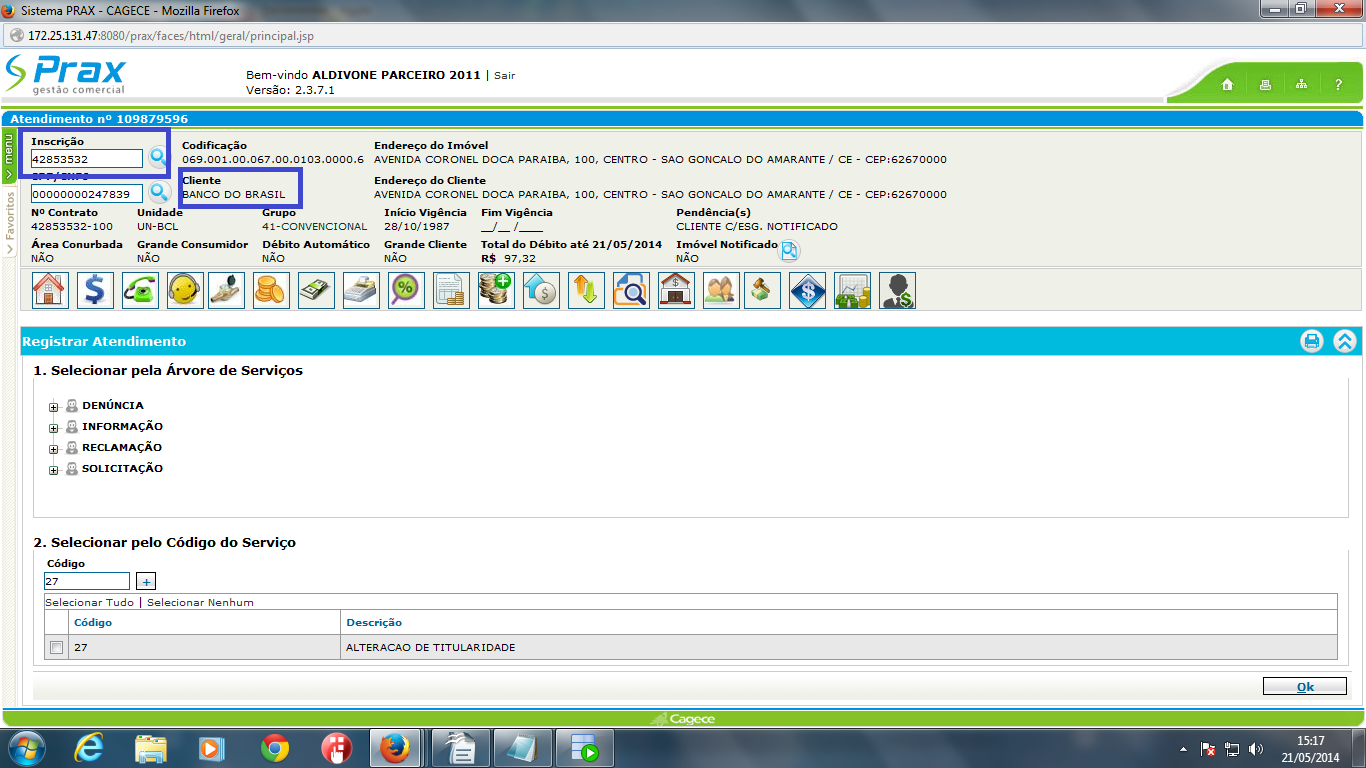 Sistema PRAX - CAGECE - Mozilla Firefox
172.25.131.47:8080/prax/faces/html/geral/principal.jsp
Prax
gestão comercial
Bem-vindo ALDIVONE PARCEIRO 2011 | Sair
Versão: 2.3.7.1
?
Atendimento nº 109879596
menu
Favoritos
Inscrição
42853532
Codificação
069.001.00.067.00.0103.0000.6
Endereço do Imóvel
AVENIDA CORONEL DOCA PARAIBA, 100, CENTRO - SAO GONCALO DO AMARANTE / CE - CEP:62670000
CPF/CNPJ
00000000247839
Cliente
BANCO DO BRASIL
Endereço do Cliente
AVENIDA CORONEL DOCA PARAIBA, 100, CENTRO - SAO GONCALO DO AMARANTE / CE - CEP:62670000
Nº Contrato Unidade Grupo Início Vigência Fim Vigência Pendência(s)
42853532-100 UN-BCL 41-CONVENCIONAL 28/10/1987 __/__ /____ CLIENTE C/ESG. NOTIFICADO
Área Conurbada Grande Consumidor Débito Automático Grande Cliente Total do Débito até 21/05/2014 Imóvel Notificado
NÃO NÃO NÃO NÃO R$ 97,32 NÃO
Registrar Atendimento
1. Selecionar pela Árvore de Serviços
DENÚNCIA
INFORMAÇÃO
RECLAMAÇÃO
SOLICITAÇÃO
2. Selecionar pelo Código do Serviço
Código
27 +
Selecionar Tudo | Selecionar Nenhum
Código Descrição
27 ALTERACAO DE TITULARIDADE
Ok
Cagece
15:17
21/05/2014